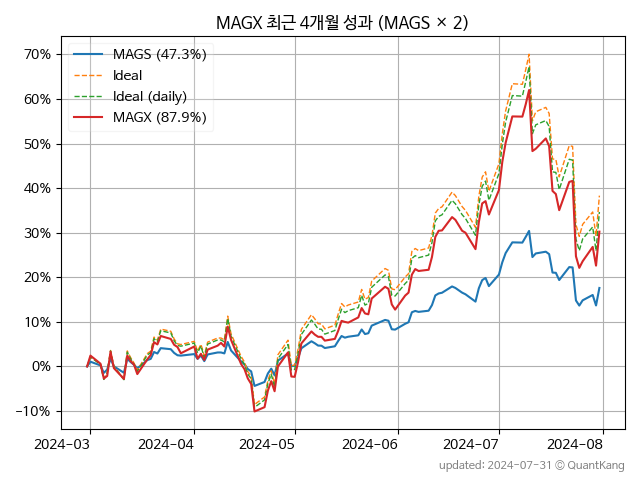 MAGX 최근 4개월 성과 (MAGS × 2)
70%
60%
50%
40%
30%
20%
10%
0%
−10%
MAGS (47.3%)
Ideal
Ideal (daily)
MAGX (87.9%)
2024-03 2024-04 2024-05 2024-06 2024-07 2024-08
updated: 2024-07-31 © QuantKang